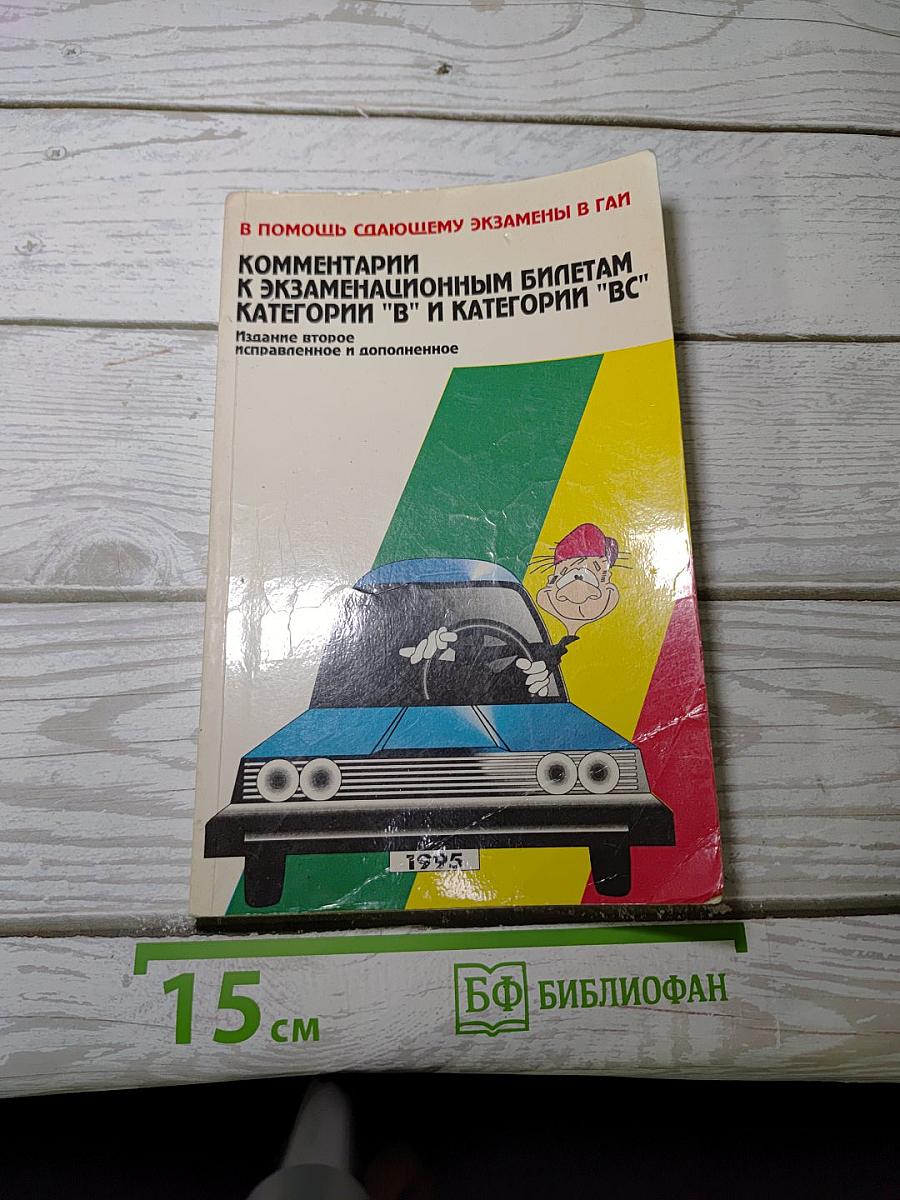 В ПОМОЩЬ СДАЮЩЕМУ ЭКЗАМЕНЫ В ГАИ
КОММЕНТАРИИ
К ЭКЗАМЕНАЦИОННЫМ БИЛЕТАМ
КАТЕГОРИИ "В" И КАТЕГОРИИ "ВС"
Издание второе
исправленное и дополненное
1995
15 см
БФ БИБЛИОФАН